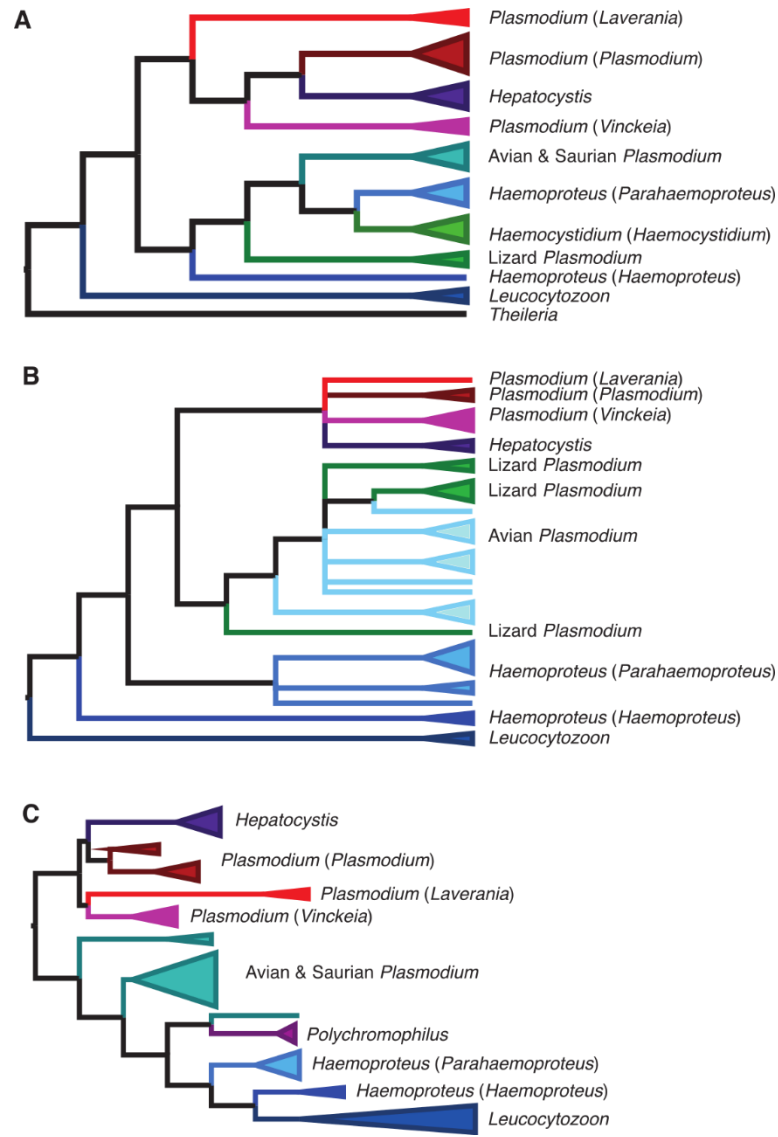 A
Plasmodium (Laverania)
Plasmodium (Plasmodium)
Hepatocystis
Plasmodium (Vinckeia)
Avian & Saurian Plasmodium
Haemoproteus (Parahaemoproteus)
Haemocystidium (Haemocystidium)
Lizard Plasmodium
Haemoproteus (Haemoproteus)
Leucocytozoon
Theileria
B
Plasmodium (Laverania)
Plasmodium (Plasmodium)
Plasmodium (Vinckeia)
Hepatocystis
Lizard Plasmodium
Lizard Plasmodium
Avian Plasmodium
Lizard Plasmodium
Haemoproteus (Parahaemoproteus)
Haemoproteus (Haemoproteus)
Leucocytozoon
C
Hepatocystis
Plasmodium (Plasmodium)
Plasmodium (Laverania)
Plasmodium (Vinckeia)
Avian & Saurian Plasmodium
Polychromophilus
Haemoproteus (Parahaemoproteus)
Haemoproteus (Haemoproteus)
Leucocytozoon